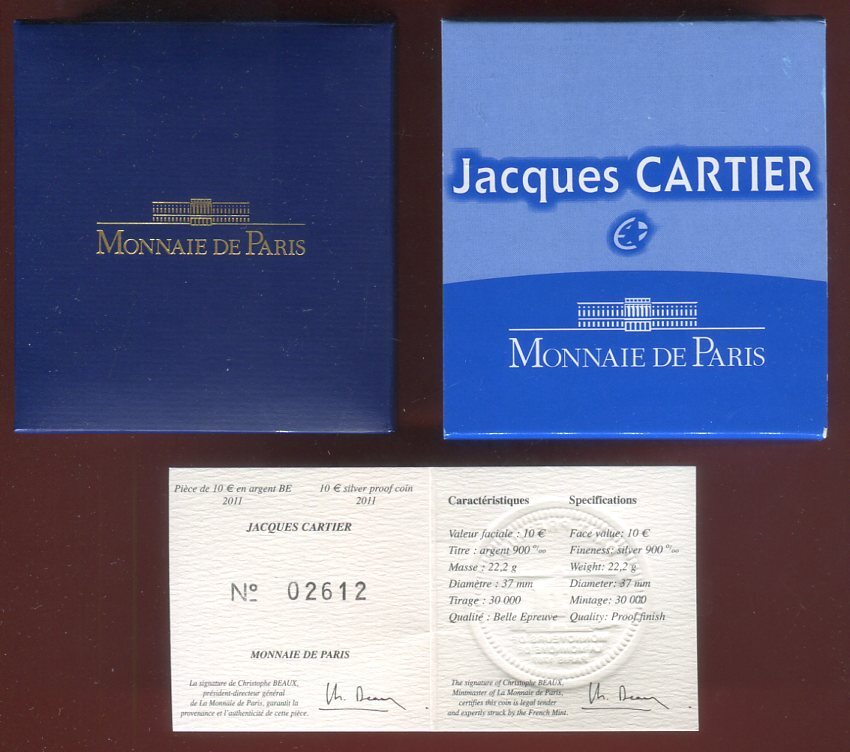 MONNAIE DE PARIS
Jacques CARTIER
MONNAIE DE PARIS
Pièce de 10 € en argent BE
2011
10 € silver proof coin
2011
JACQUES CARTIER
Nº 02612
MONNAIE DE PARIS
La signature de Christophe BEAUX,
président-directeur général
de La Monnaie de Paris, garantit la
provenance et l'authenticité de cette pièce.
Caractéristiques
Valeur faciale : 10 €
Titre : argent 900 °/oo
Masse : 22,2 g
Diamètre : 37 mm
Tirage : 30 000
Qualité : Belle Epreuve
Specifications
Face value: 10 €
Fineness: silver 900 °/oo
Weight: 22,2 g
Diameter: 37 mm
Mintage: 30 000
Quality: Proof finish
The signature of Christophe BEAUX,
Mintmaster of La Monnaie de Paris,
certifies this coin is legal tender
and expertly struck by the French Mint.